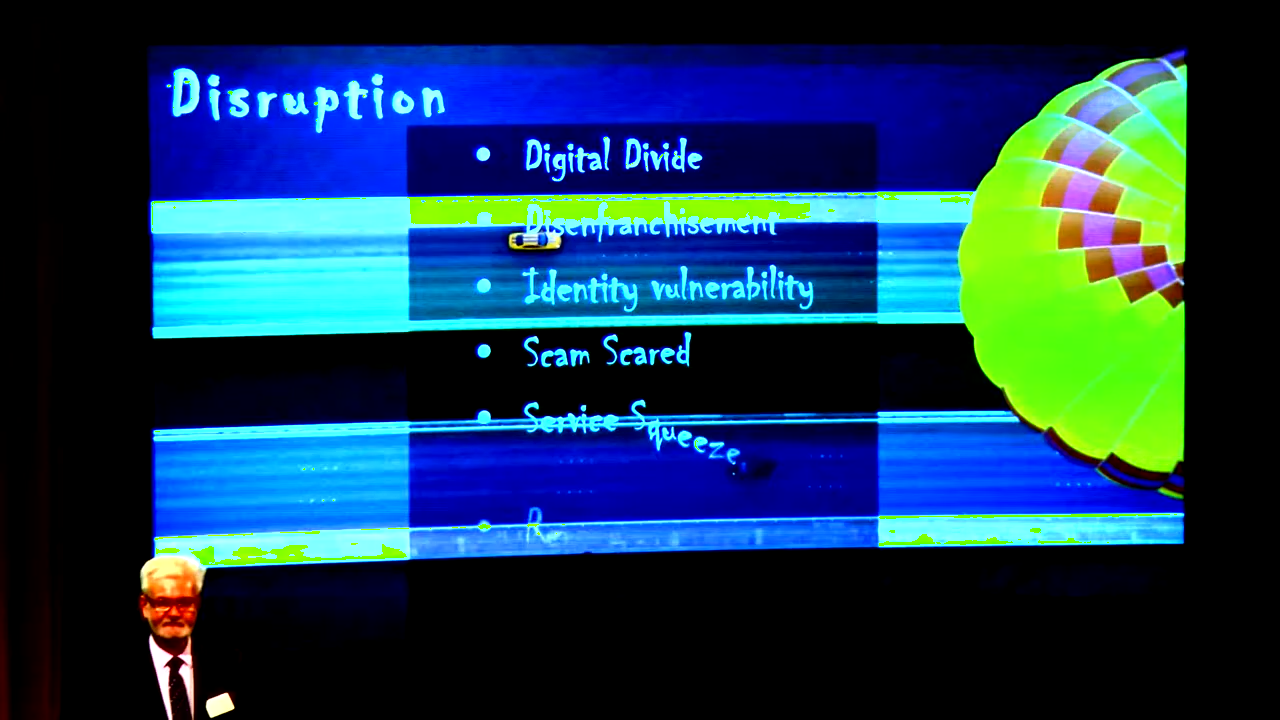 Disruption
• Digital Divide
• Disenfranchisement
• Identity vulnerability
• Scam Scared
• Service Squeeze